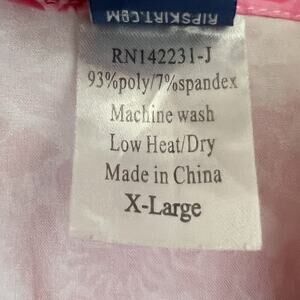 RIPSKIRT.COM
RN142231-J
93%poly/7%spandex
Machine wash
Low Heat/Dry
Made in China
X-Large